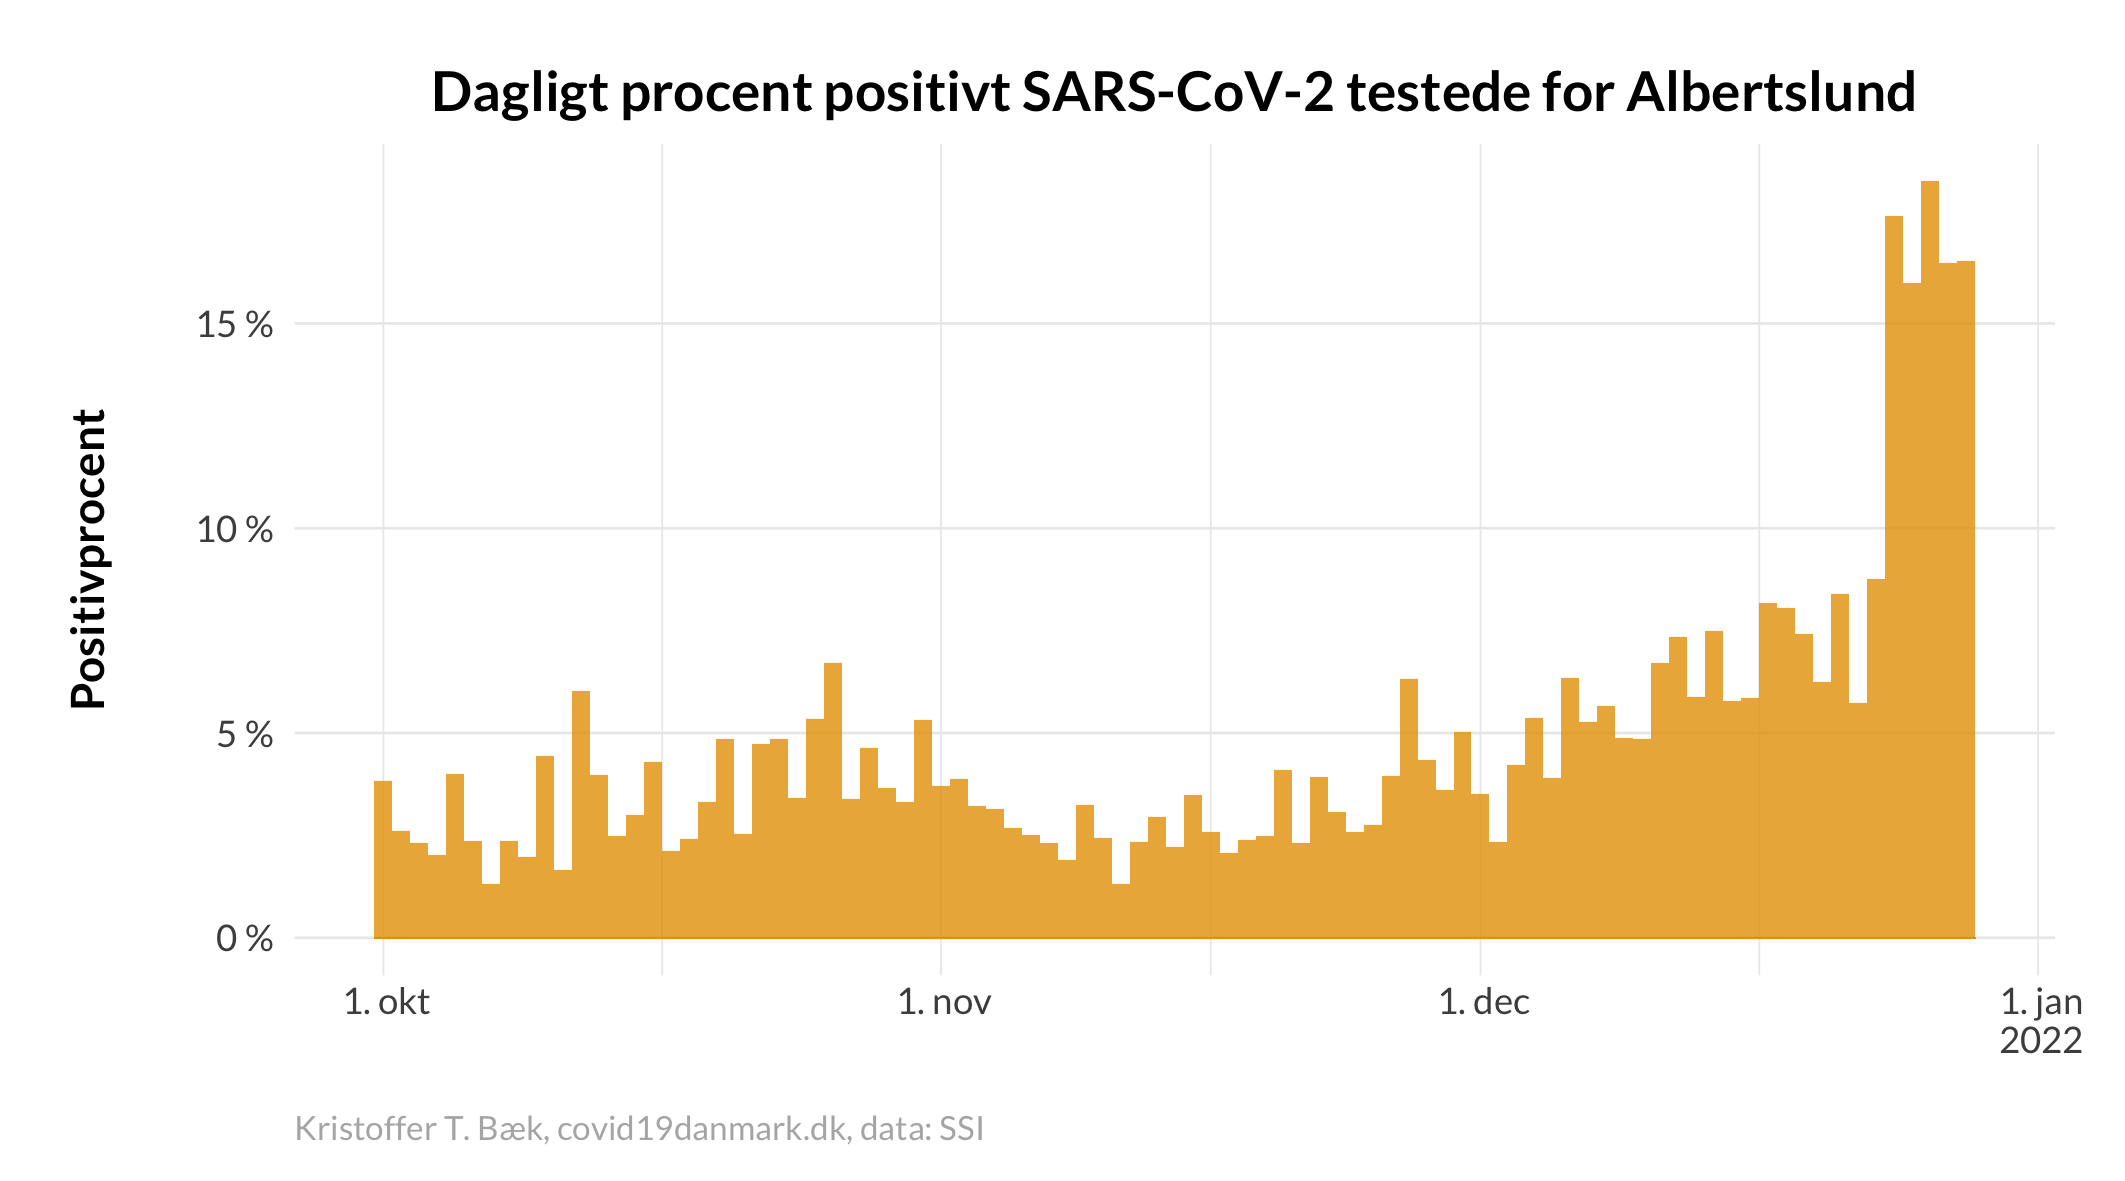 Dagligt procent positivt SARS-CoV-2 testede for Albertslund
Positivprocent
15 %
10 %
5 %
0 %
1. okt
1. nov
1. dec
1. jan
2022
Kristoffer T. Bæk, covid19danmark.dk, data: SSI